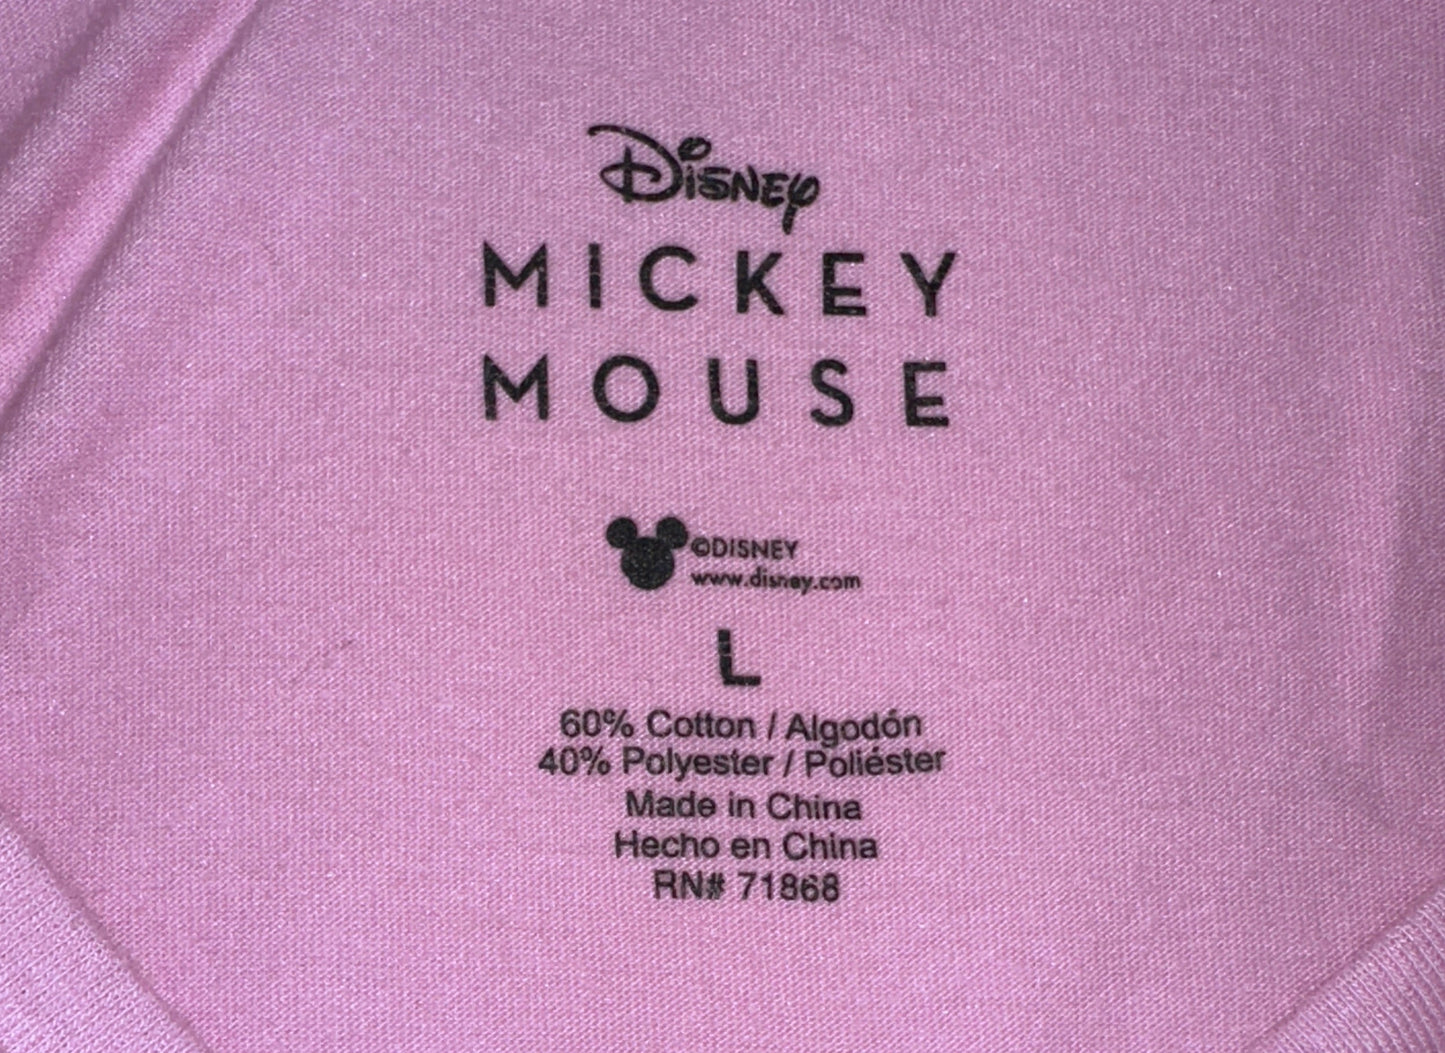 Disney
MICKEY
MOUSE
©DISNEY
www.disney.com
L
60% Cotton / Algodón
40% Polyester / Poliéster
Made in China
Hecho en China
RN# 71868